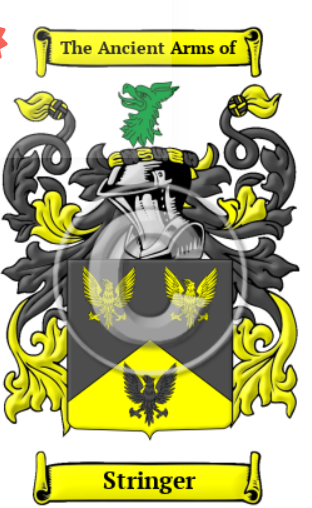 The Ancient Arms of
Stringer